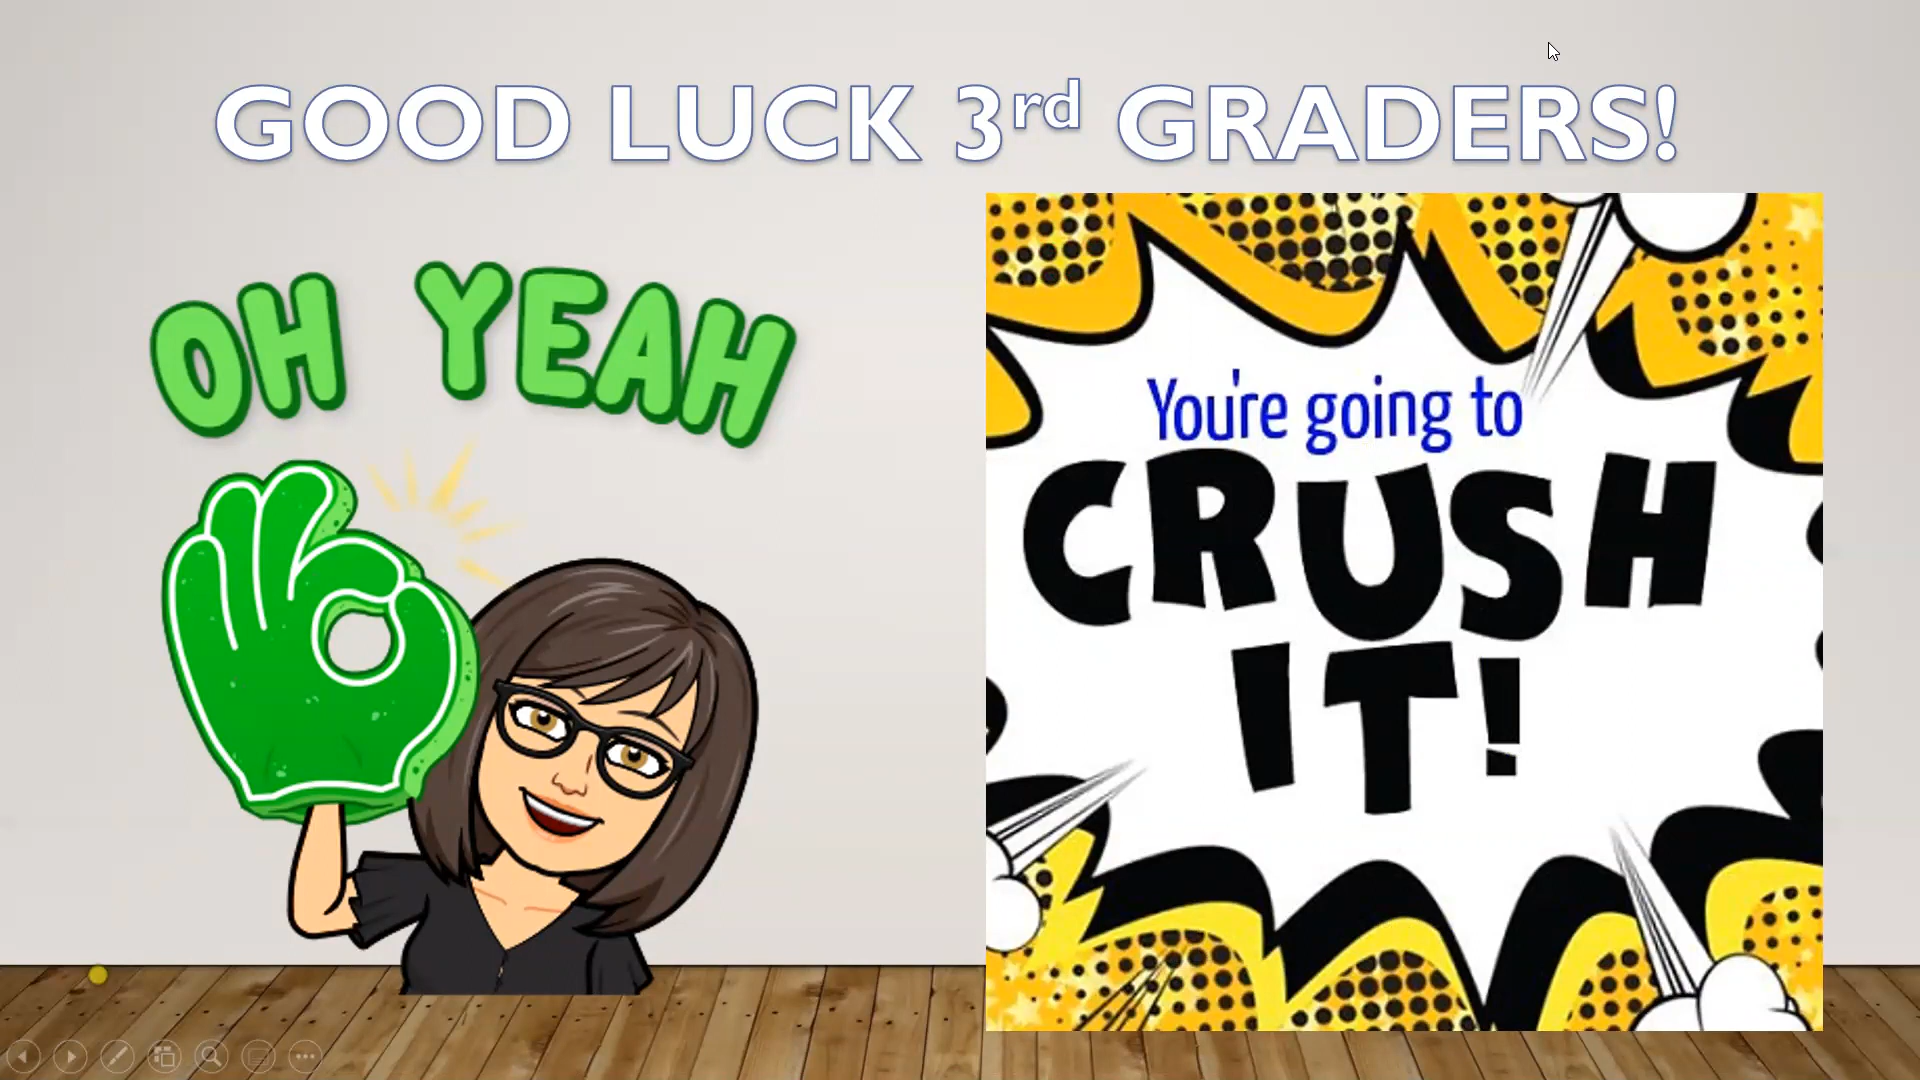 GOOD LUCK 3rd GRADERS!
OH YEAH
You're going to
CRUSH
IT!